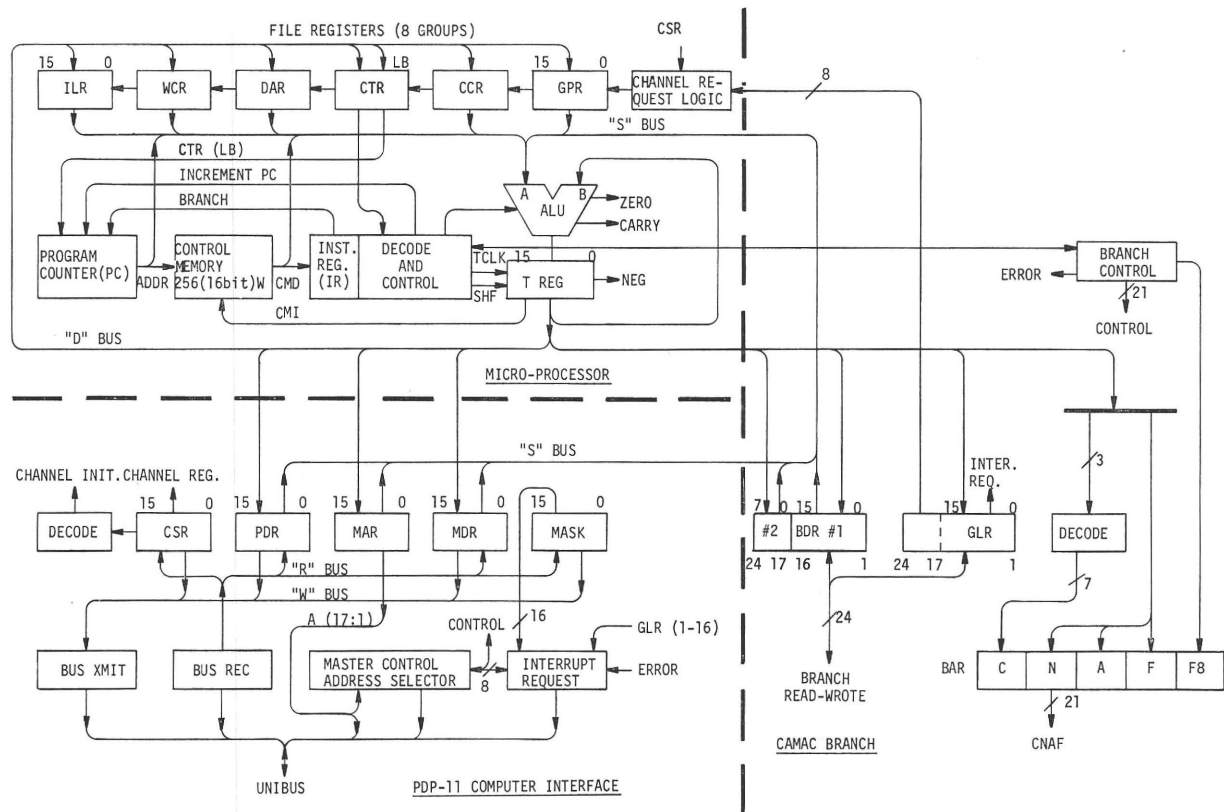 FILE REGISTERS (8 GROUPS)
CSR
15 0
LB
15 0
8
ILR
WCR
DAR
CTR
CCR
GPR
CHANNEL RE-
QUEST LOGIC
"S" BUS
CTR (LB)
INCREMENT PC
BRANCH
A
B
ALU
ZERO
CARRY
PROGRAM
COUNTER(PC)
ADDR
CONTROL
MEMORY
256(16bit)W
CMD
INST.
REG.
(IR)
DECODE
AND
CONTROL
TCLK
SHF
15 0
T REG
NEG
CMI
BRANCH
CONTROL
ERROR
21
CONTROL
"D" BUS
MICRO-PROCESSOR
"S" BUS
CHANNEL INIT.
CHANNEL REG.
DECODE
15 0
CSR
15 0
PDR
15 0
MAR
15 0
MDR
15 0
MASK
7 0 15 0
#2
BDR #1
24 17 16 1
INTER.
REQ.
15 0
GLR
24 17 1
3
DECODE
7
"R" BUS
"W" BUS
A (17:1)
CONTROL
16
GLR (1-16)
24
BUS XMIT
BUS REC
MASTER CONTROL
ADDRESS SELECTOR
8
INTERRUPT
REQUEST
ERROR
BRANCH
READ-WROTE
BAR
C
N
A
F
F8
21
CNAF
CAMAC BRANCH
UNIBUS
PDP-11 COMPUTER INTERFACE